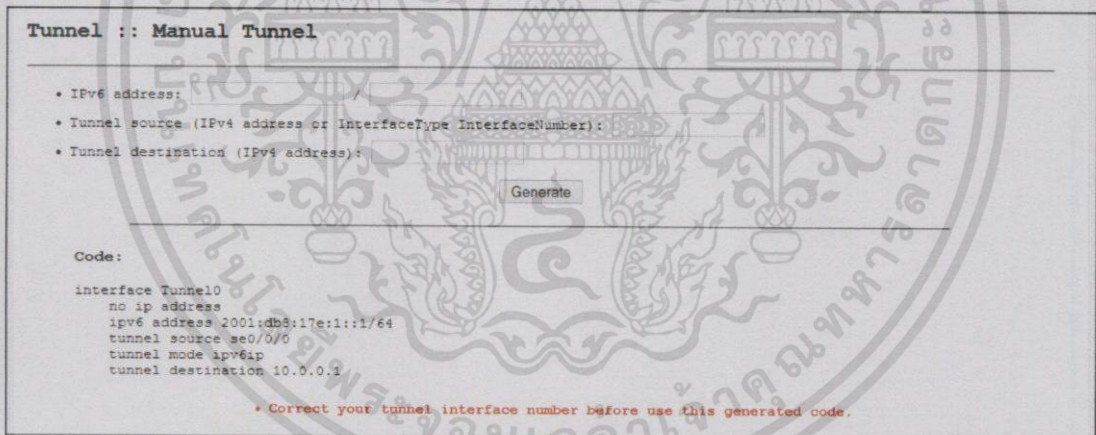 Tunnel :: Manual Tunnel
• IPv6 address: /
• Tunnel source (IPv4 address or InterfaceType InterfaceNumber):
• Tunnel destination (IPv4 address):
Generate
Code:
interface Tunnel0
no ip address
ipv6 address 2001:db8:17e:1::1/64
tunnel source se0/0/0
tunnel mode ipv6ip
tunnel destination 10.0.0.1
* Correct your tunnel interface number before use this generated code.